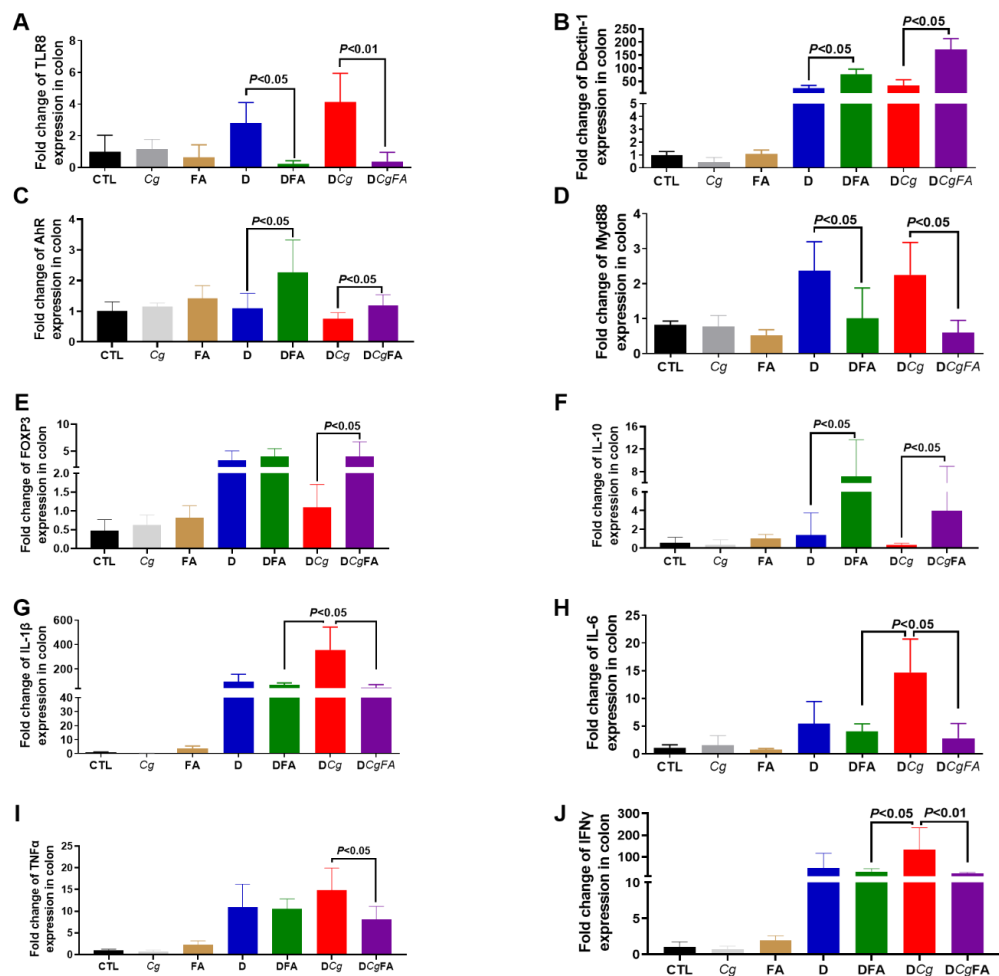 A
Fold change of TLR8
expression in colon
8
6
4
2
0
P<0.05
P<0.01
CTL Cg FA D DFA DCg DCgFA
B
Fold change of Dectin-1
expression in colon
250
200
150
100
50
5
4
3
2
1
0
P<0.05
P<0.05
CTL Cg FA D DFA DCg DCgFA
C
Fold change of AhR
expression in colon
4
3
2
1
0
P<0.05
P<0.05
CTL Cg FA D DFA DCg DCgFA
D
Fold change of Myd88
expression in colon
4
3
2
1
0
P<0.05
P<0.05
CTL Cg FA D DFA DCg DCgFA
E
Fold change of FOXP3
expression in colon
10
5
2.0
1.5
1.0
0.5
0.0
P<0.05
CTL Cg FA D DFA DCg DCgFA
F
Fold change of IL-10
expression in colon
16
12
8
6
4
2
0
P<0.05
P<0.05
CTL Cg FA D DFA DCg DCgFA
G
Fold change of IL-1β
expression in colon
600
400
200
40
30
20
10
0
P<0.05
CTL Cg FA D DFA DCg DCgFA
H
Fold change of IL-6
expression in colon
25
20
15
10
5
0
P<0.05
CTL Cg FA D DFA DCg DCgFA
I
Fold change of TNFα
expression in colon
25
20
15
10
5
0
P<0.05
CTL Cg FA D DFA DCg DCgFA
J
Fold change of IFNγ
expression in colon
300
200
100
10
5
0
P<0.05
P<0.01
CTL Cg FA D DFA DCg DCgFA